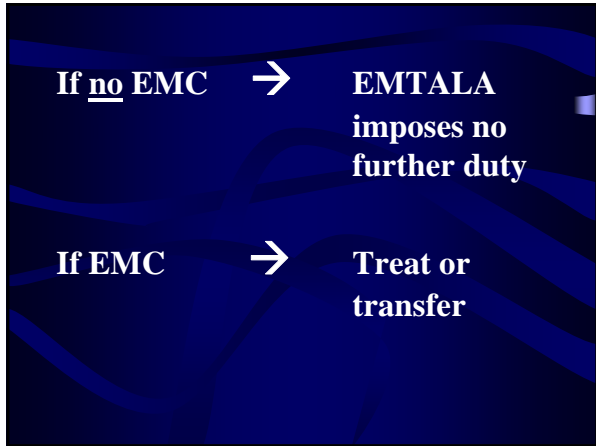 If no EMC → EMTALA
imposes no
further duty
If EMC → Treat or
transfer